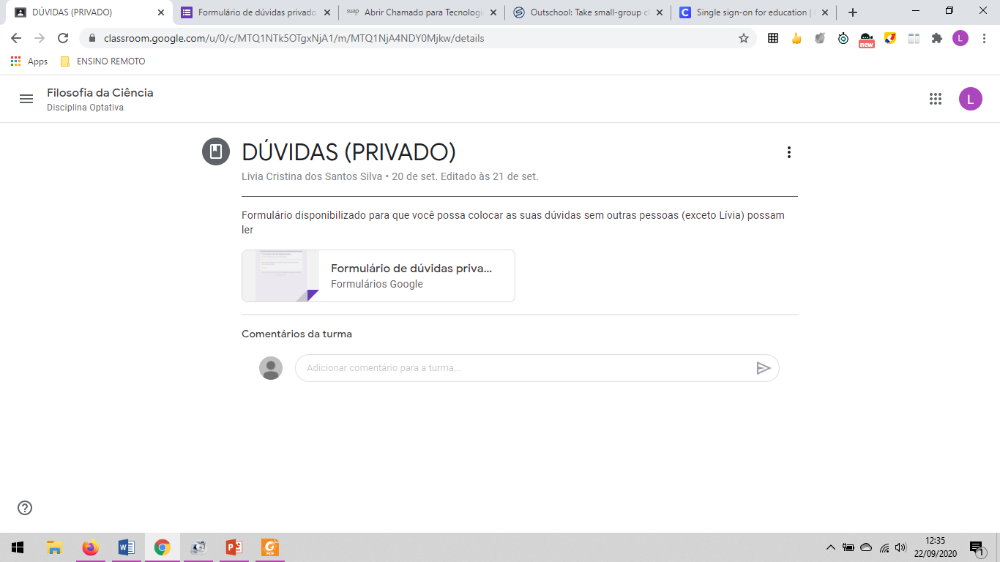 DÚVIDAS (PRIVADO)
Formulário de dúvidas privado
suap Abrir Chamado para Tecnologi
Outschool: Take small-group cl
Single sign-on for education |
classroom.google.com/u/0/c/MTQ1NTk5OTgxNjA1/m/MTQ1NjA4NDY0Mjkw/details
new
L
Apps
ENSINO REMOTO
Filosofia da Ciência
Disciplina Optativa
L
DÚVIDAS (PRIVADO)
Livia Cristina dos Santos Silva • 20 de set. Editado às 21 de set.
Formulário disponibilizado para que você possa colocar as suas dúvidas sem outras pessoas (exceto Lívia) possam
ler
Formulário de dúvidas priva...
Formulários Google
Comentários da turma
Adicionar comentário para a turma...
12:35
22/09/2020
1